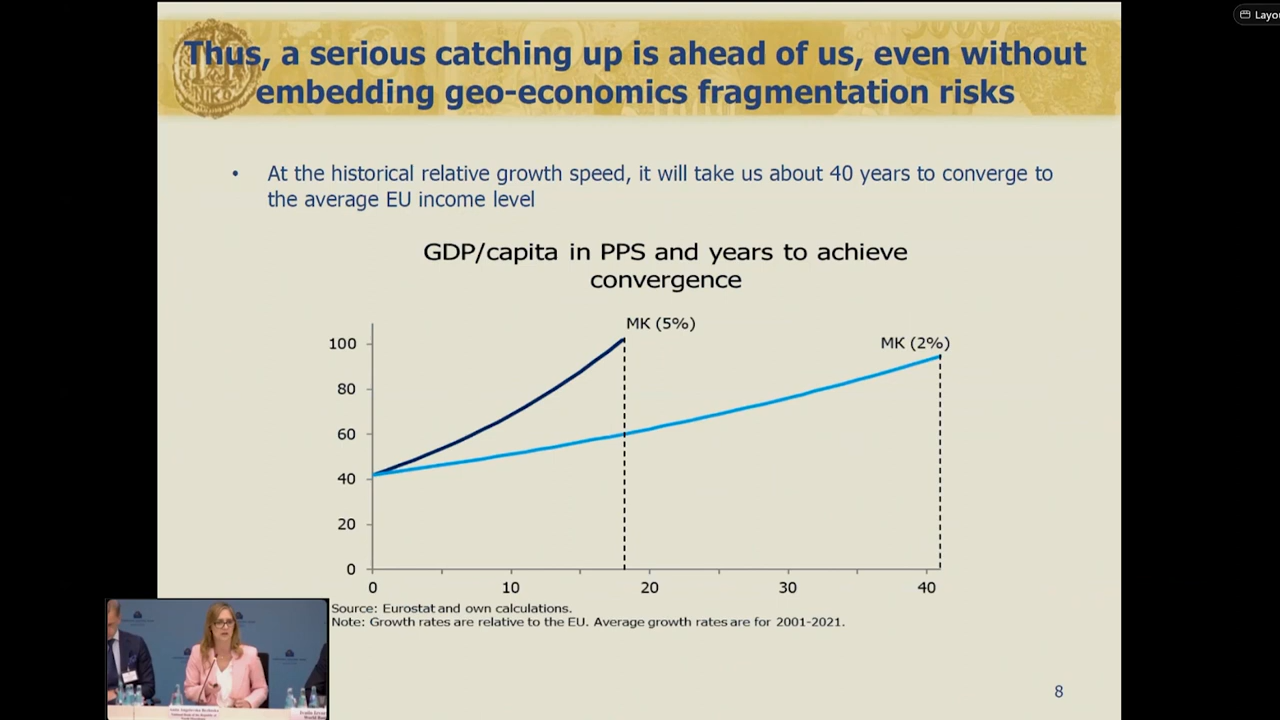 Layou
Thus, a serious catching up is ahead of us, even without
embedding geo-economics fragmentation risks
• At the historical relative growth speed, it will take us about 40 years to converge to
the average EU income level
GDP/capita in PPS and years to achieve
convergence
MK (5%)
MK (2%)
100
80
60
40
20
0
0 10 20 30 40
Source: Eurostat and own calculations.
Note: Growth rates are relative to the EU. Average growth rates are for 2001-2021.
8